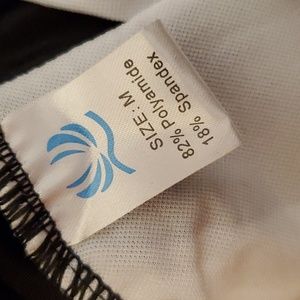 SIZE: M
82% Polyamide
18% Spandex